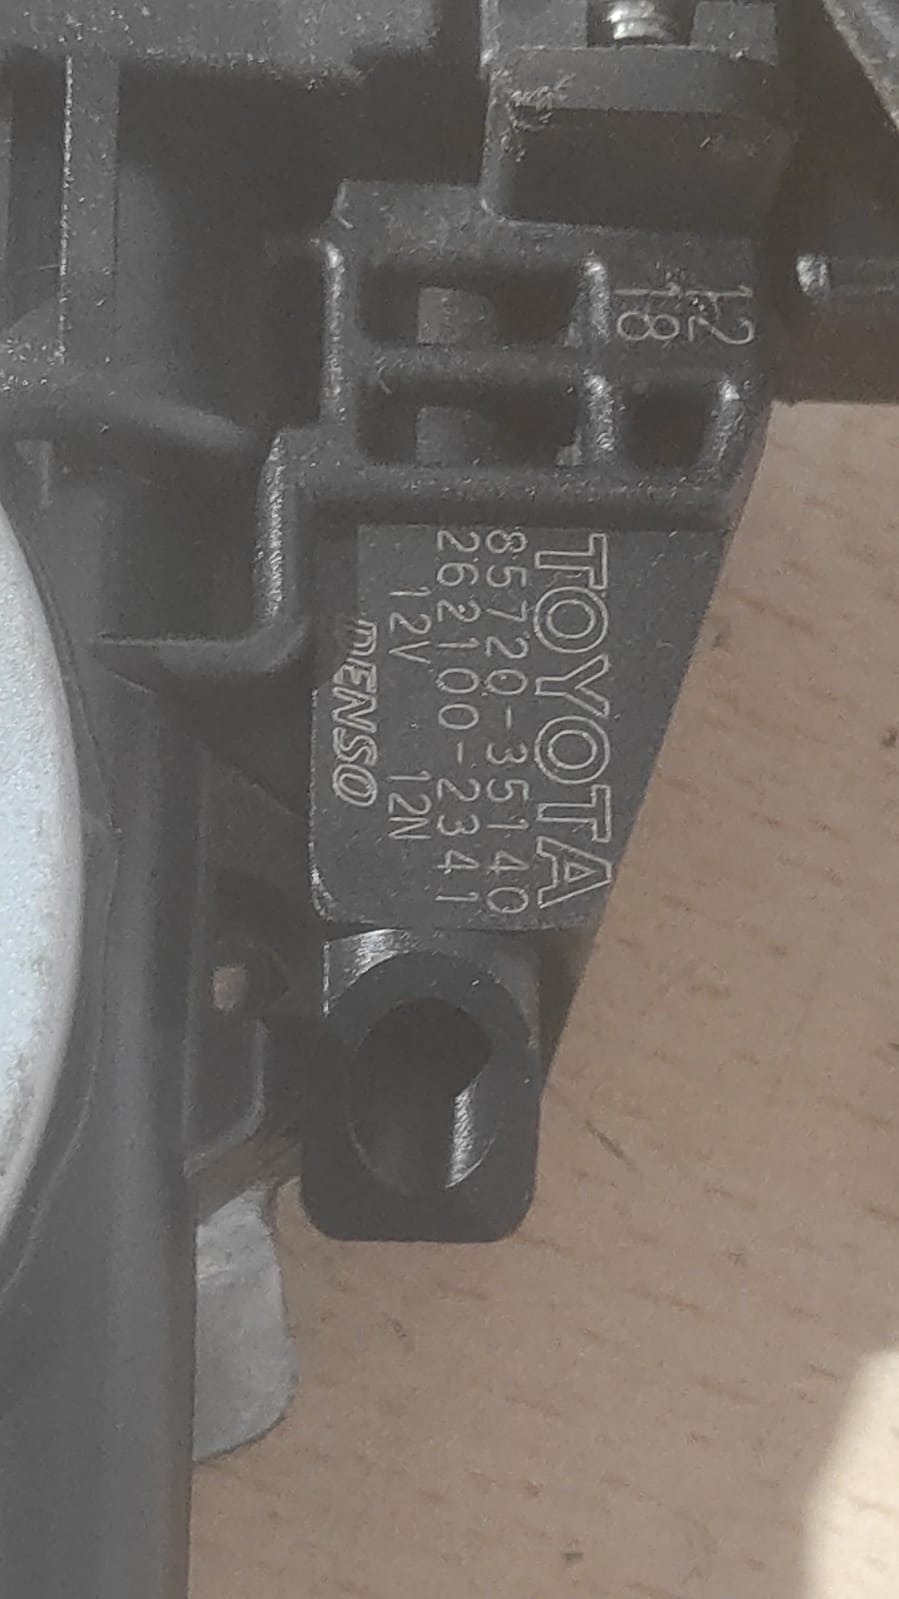 12
18
TOYOTA
85720-35140
262100-2341
12V 12N
DENSO